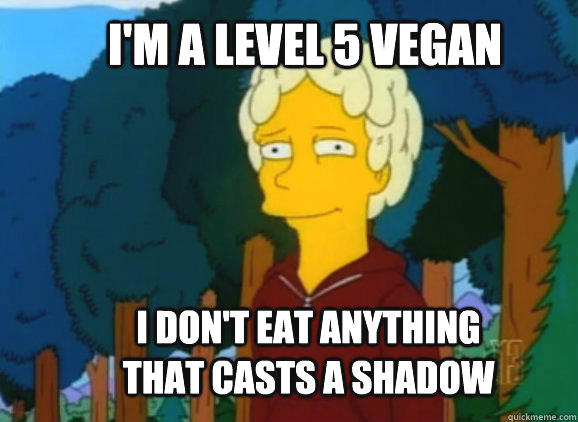 I'M A LEVEL 5 VEGAN
I DON'T EAT ANYTHING
THAT CASTS A SHADOW
quickmeme.com